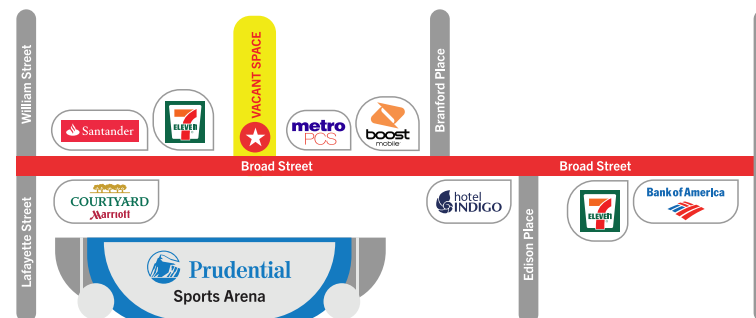 William Street
Santander
7
ELEVEn
VACANT SPACE
metro
PCS
boost
mobile
Branford Place
Broad Street
Broad Street
Lafayette Street
COURTYARD
Marriott
hotel
INDIGO
Edison Place
7
ELEVEn
Bank of America
Prudential
Sports Arena